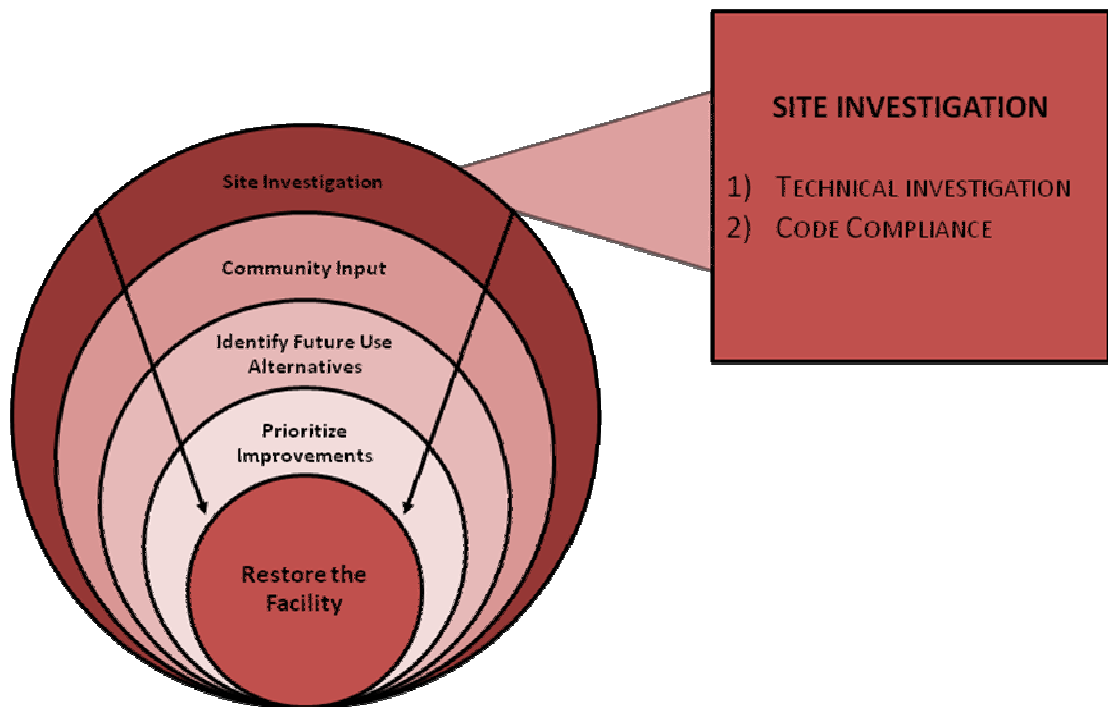 Site Investigation
Community Input
Identify Future Use
Alternatives
Prioritize
Improvements
Restore the
Facility
SITE INVESTIGATION
1) TECHNICAL INVESTIGATION
2) CODE COMPLIANCE